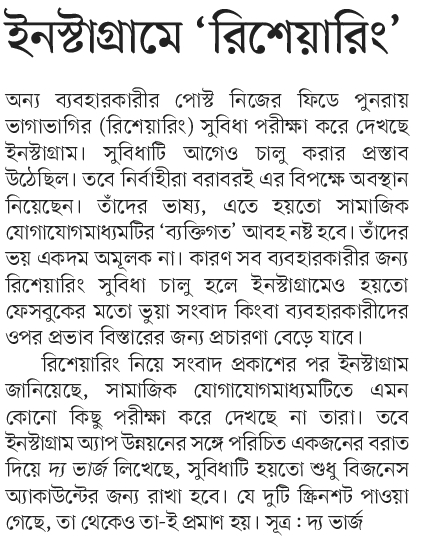 ইনস্টাগ্রামে ‘রিশেয়ারিং’
অন্য ব্যবহারকারীর পোস্ট নিজের ফিডে পুনরায়
ভাগাভাগির (রিশেয়ারিং) সুবিধা পরীক্ষা করে দেখছে
ইনস্টাগ্রাম। সুবিধাটি আগেও চালু করার প্রস্তাব
উঠেছিল। তবে নির্বাহীরা বরাবরই এর বিপক্ষে অবস্থান
নিয়েছেন। তাঁদের ভাষ্য, এতে হয়তো সামাজিক
যোগাযোগমাধ্যমটির ‘ব্যক্তিগত’ আবহ নষ্ট হবে। তাঁদের
ভয় একদম অমূলক না। কারণ সব ব্যবহারকারীর জন্য
রিশেয়ারিং সুবিধা চালু হলে ইনস্টাগ্রামেও হয়তো
ফেসবুকের মতো ভুয়া সংবাদ কিংবা ব্যবহারকারীদের
ওপর প্রভাব বিস্তারের জন্য প্রচারণা বেড়ে যাবে।
রিশেয়ারিং নিয়ে সংবাদ প্রকাশের পর ইনস্টাগ্রাম
জানিয়েছে, সামাজিক যোগাযোগমাধ্যমটিতে এমন
কোনো কিছু পরীক্ষা করে দেখছে না তারা। তবে
ইনস্টাগ্রাম অ্যাপ উন্নয়নের সঙ্গে পরিচিত একজনের বরাত
দিয়ে দ্য ভার্জ লিখেছে, সুবিধাটি হয়তো শুধু বিজনেস
অ্যাকাউন্টের জন্য রাখা হবে। যে দুটি স্ক্রিনশট পাওয়া
গেছে, তা থেকেও তা-ই প্রমাণ হয়। সূত্র : দ্য ভার্জ